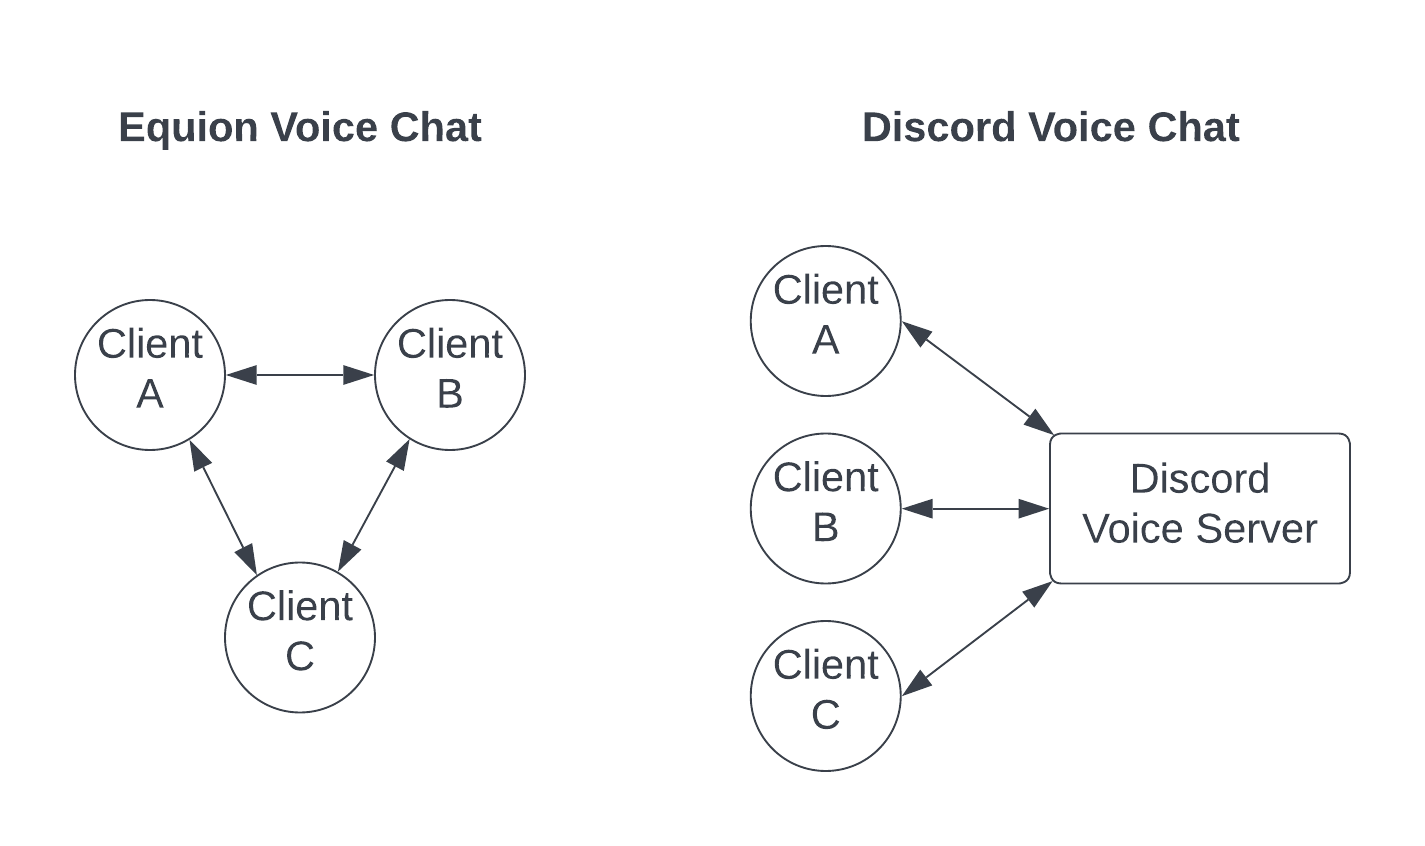 Equion Voice Chat
Client
A
Client
B
Client
C
Discord Voice Chat
Client
A
Client
B
Client
C
Discord
Voice Server